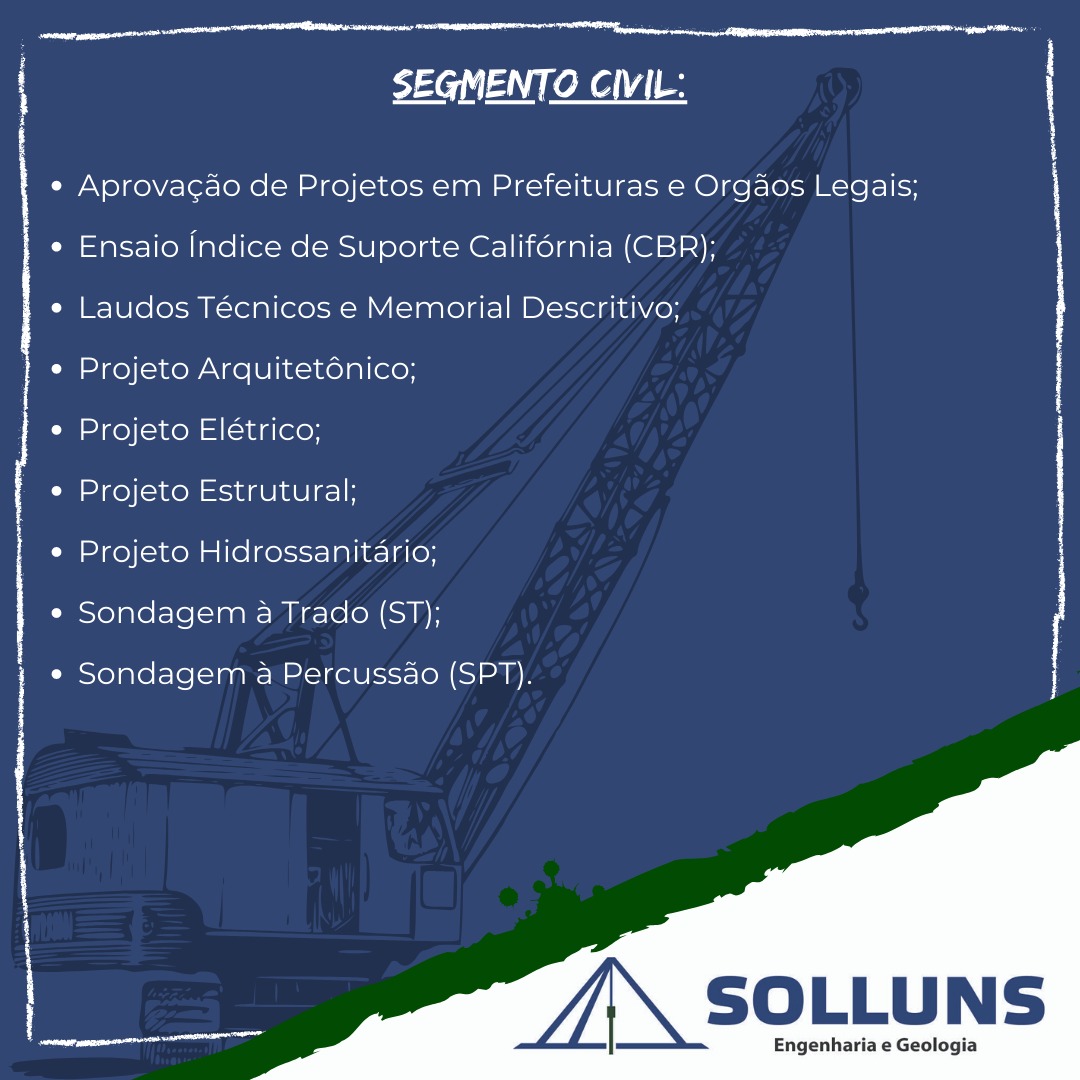 SEGMENTO CIVIL:
• Aprovação de Projetos em Prefeituras e Orgãos Legais;
• Ensaio Índice de Suporte Califórnia (CBR);
• Laudos Técnicos e Memorial Descritivo;
• Projeto Arquitetônico;
• Projeto Elétrico;
• Projeto Estrutural;
• Projeto Hidrossanitário;
• Sondagem à Trado (ST);
• Sondagem à Percussão (SPT).
SOLLUNS
Engenharia e Geologia